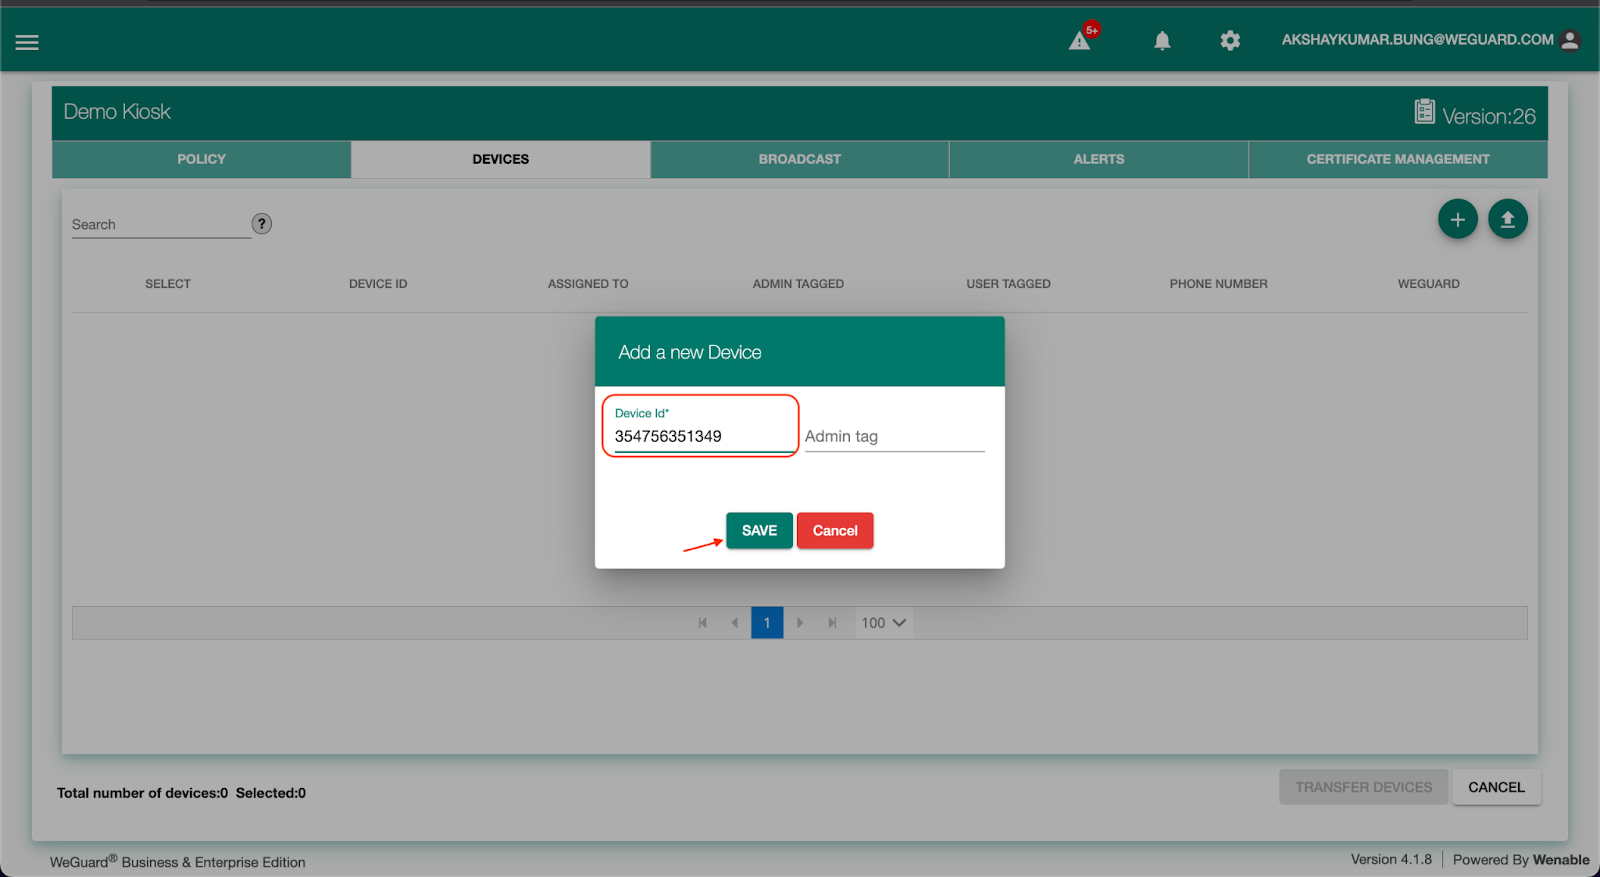 5+
AKSHAYKUMAR.BUNG@WEGUARD.COM
Demo Kiosk
Version:26
POLICY
DEVICES
BROADCAST
ALERTS
CERTIFICATE MANAGEMENT
Search
?
SELECT
DEVICE ID
ASSIGNED TO
ADMIN TAGGED
USER TAGGED
PHONE NUMBER
WEGUARD
Add a new Device
Device Id*
354756351349
Admin tag
SAVE
Cancel
1
100
Total number of devices:0 Selected:0
TRANSFER DEVICES
CANCEL
WeGuard® Business & Enterprise Edition
Version 4.1.8
Powered By Wenable